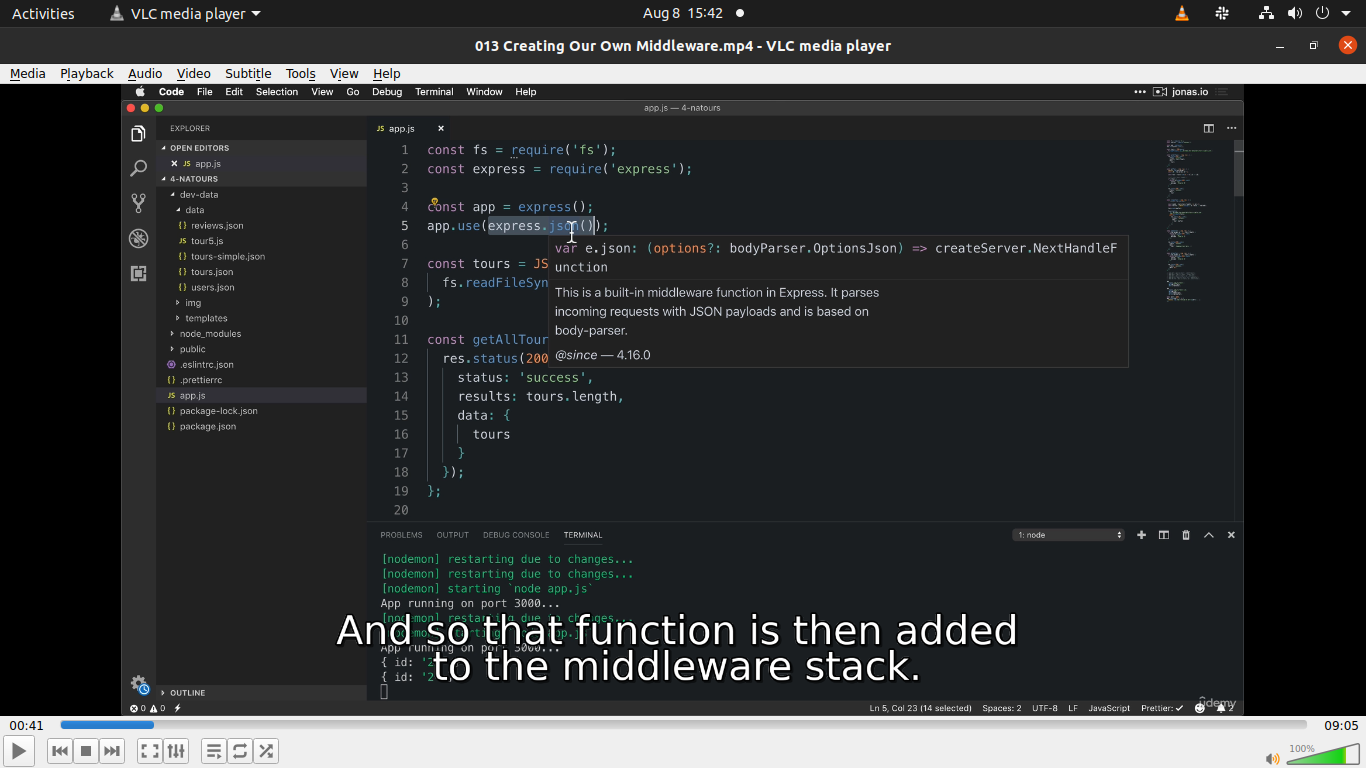 Activities VLC media player Aug 8 15:42
013 Creating Our Own Middleware.mp4 - VLC media player
Media Playback Audio Video Subtitle Tools View Help
Code File Edit Selection View Go Debug Terminal Window Help jonas.io
app.js — 4-natours
EXPLORER
OPEN EDITORS
JS app.js
4-NATOURS
dev-data
data
{} reviews.json
JS tour5.js
{} tours-simple.json
{} tours.json
{} users.json
img
templates
node_modules
public
.eslintrc.json
{} .prettierrc
JS app.js
{} package-lock.json
{} package.json
OUTLINE
JS app.js
1 const fs = require('fs');
2 const express = require('express');
3
4 const app = express();
5 app.use(express.json());
6
7 const tours = JS
8 fs.readFileSyn
9 );
10
11 const getAllTour
12 res.status(200
13 status: 'success',
14 results: tours.length,
15 data: {
16 tours
17 }
18 });
19 };
20
var e.json: (options?: bodyParser.OptionsJson) => createServer.NextHandleF
unction
This is a built-in middleware function in Express. It parses
incoming requests with JSON payloads and is based on
body-parser.
@since — 4.16.0
PROBLEMS OUTPUT DEBUG CONSOLE TERMINAL 1: node
[nodemon] restarting due to changes...
[nodemon] restarting due to changes...
[nodemon] starting `node app.js`
App running on port 3000...
[nodemon] restarting due to changes...
App running on port 3000...
{ id: '2
{ id: '2
And so that function is then added
to the middleware stack.
0 0 Ln 5, Col 23 (14 selected) Spaces: 2 UTF-8 LF JavaScript Prettier: ✓ 2
udemy
00:41 09:05
100%